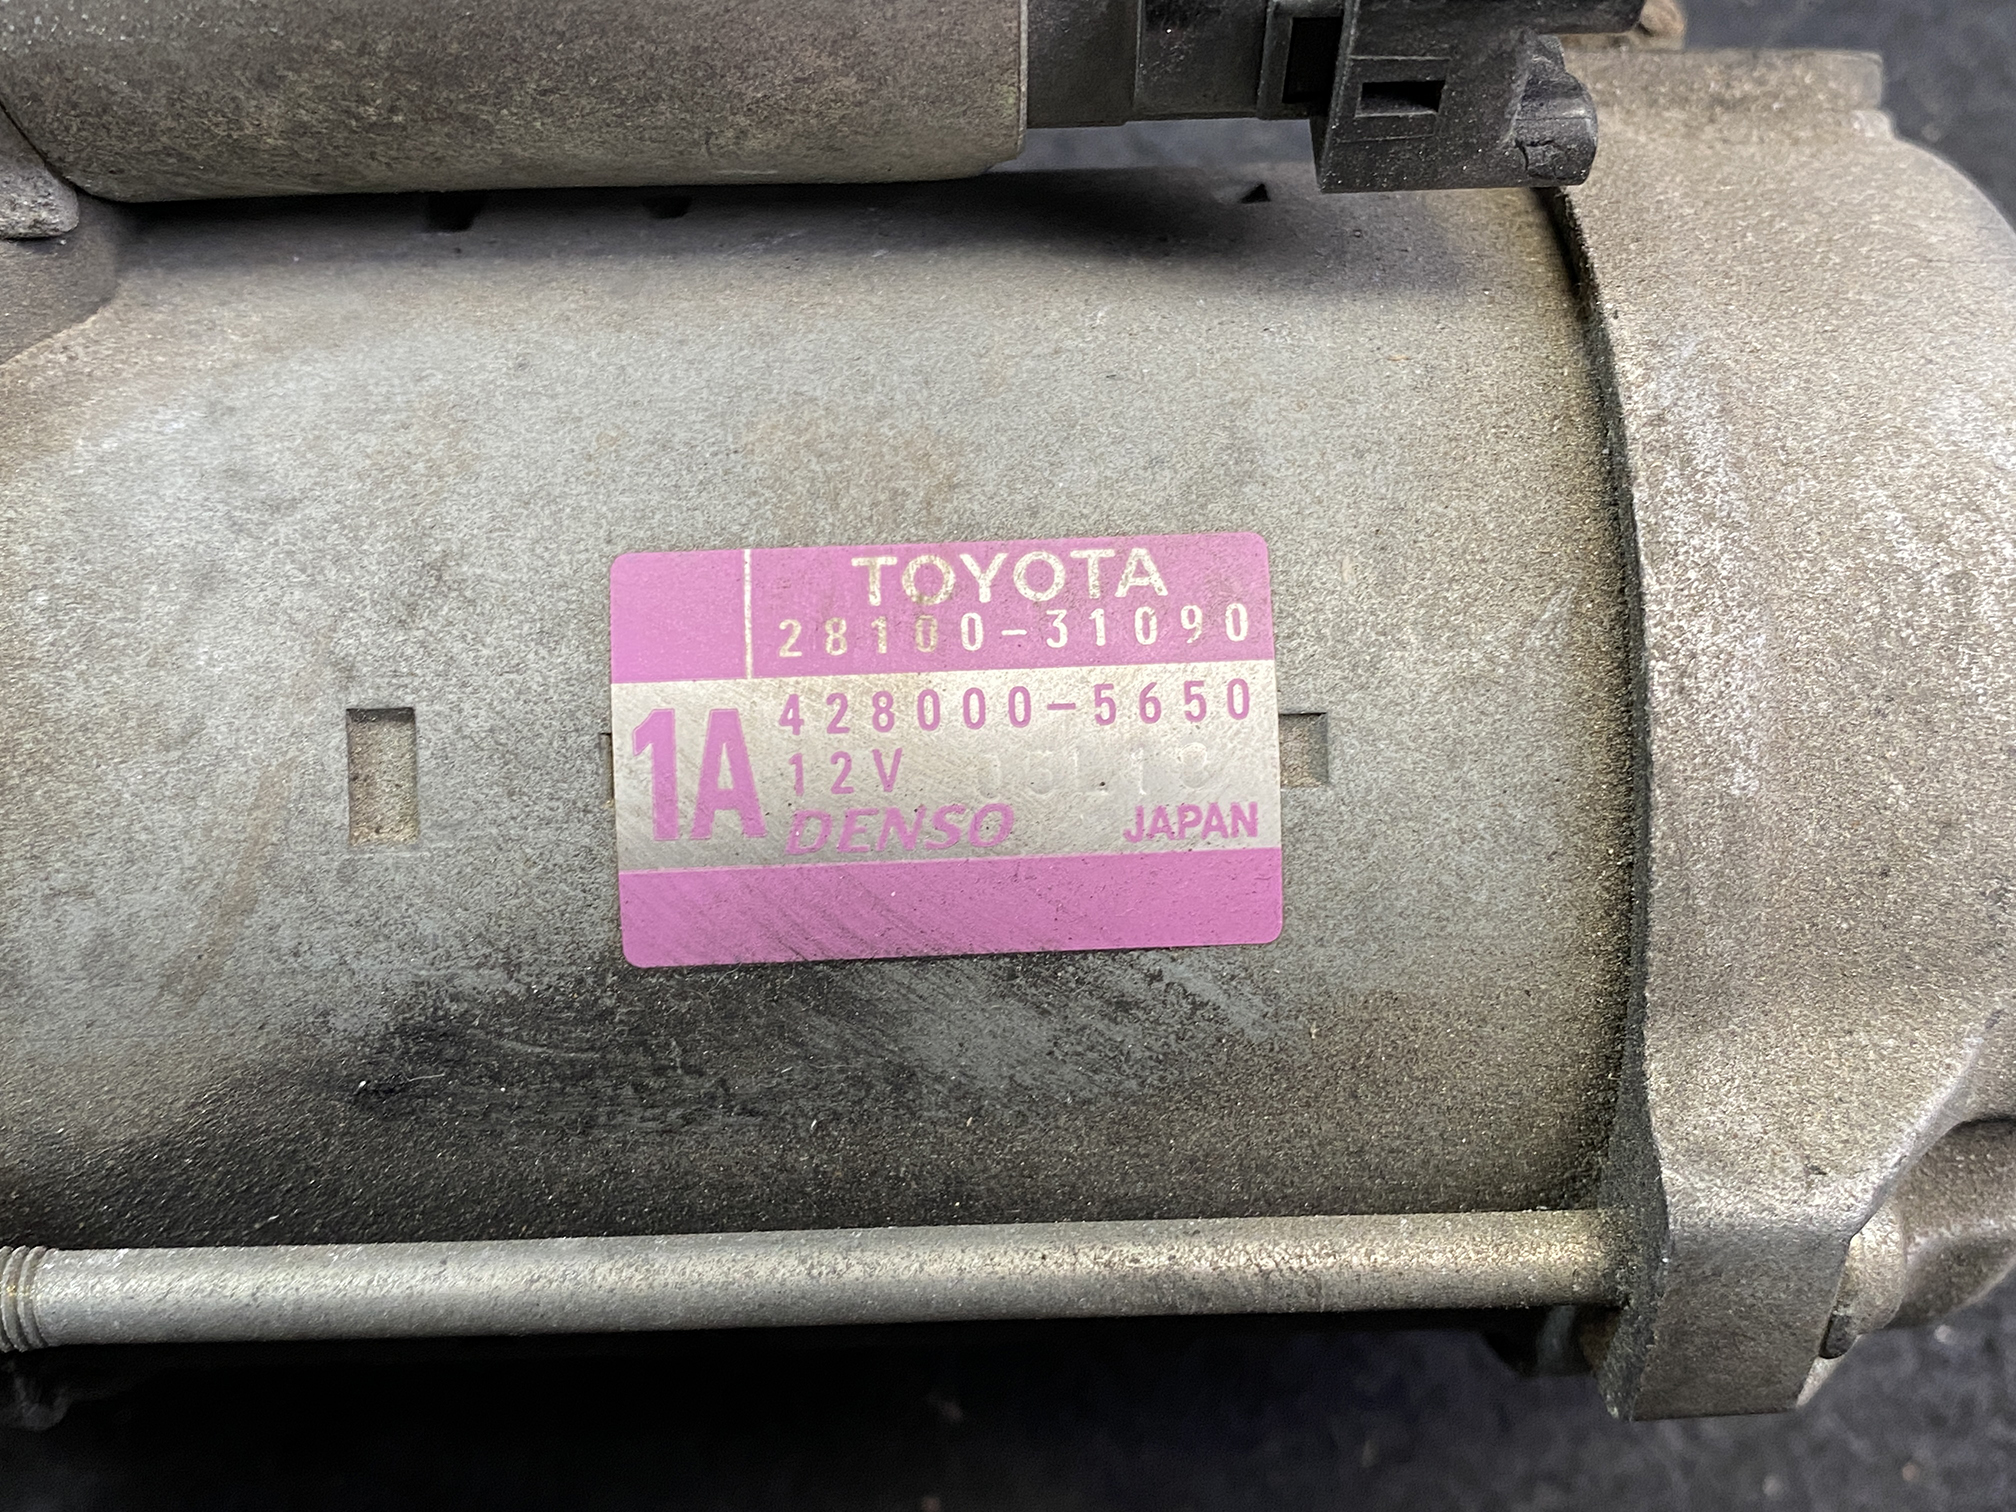 TOYOTA
28100-31090
428000-5650
1A
12V
DENSO JAPAN